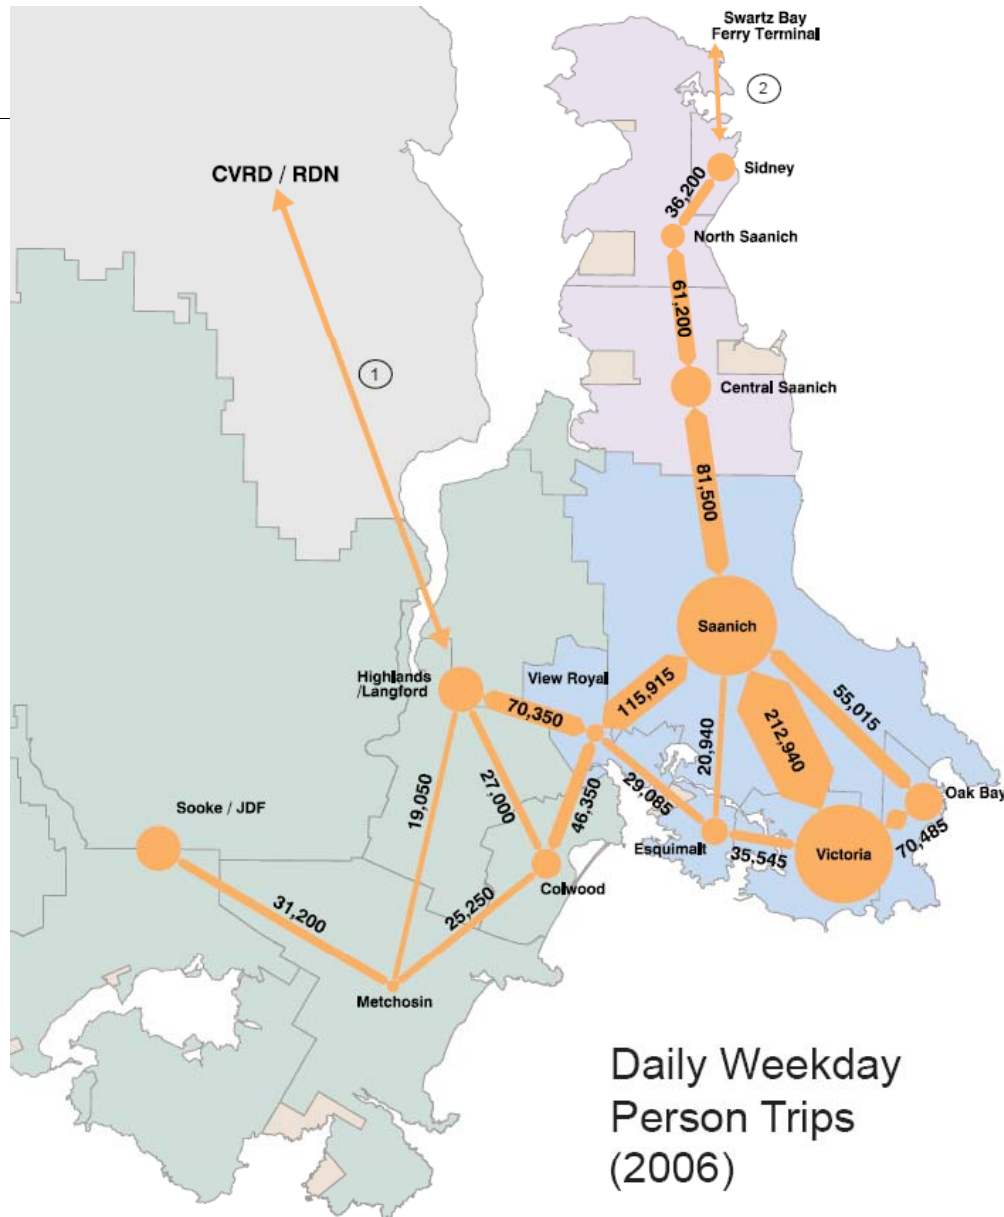 Swartz Bay
Ferry Terminal
2
Sidney
CVRD / RDN
36,200
North Saanich
61,200
1
Central Saanich
81,500
Saanich
Highlands
/Langford
View Royal
115,915
55,015
70,350
20,940
212,940
19,050
27,000
46,350
29,085
Oak Bay
Sooke / JDF
70,485
Esquimalt
35,545
Victoria
Colwood
31,200
25,250
Metchosin
Daily Weekday
Person Trips
(2006)